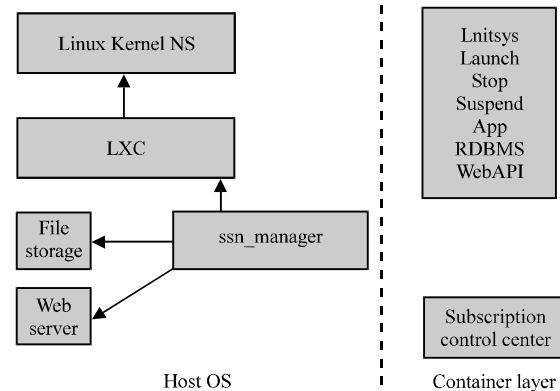 Linux Kernel NS
LXC
File
storage
ssn_manager
Web
server
Host OS
Lnitsys
Launch
Stop
Suspend
App
RDBMS
WebAPI
Subscription
control center
Container layer